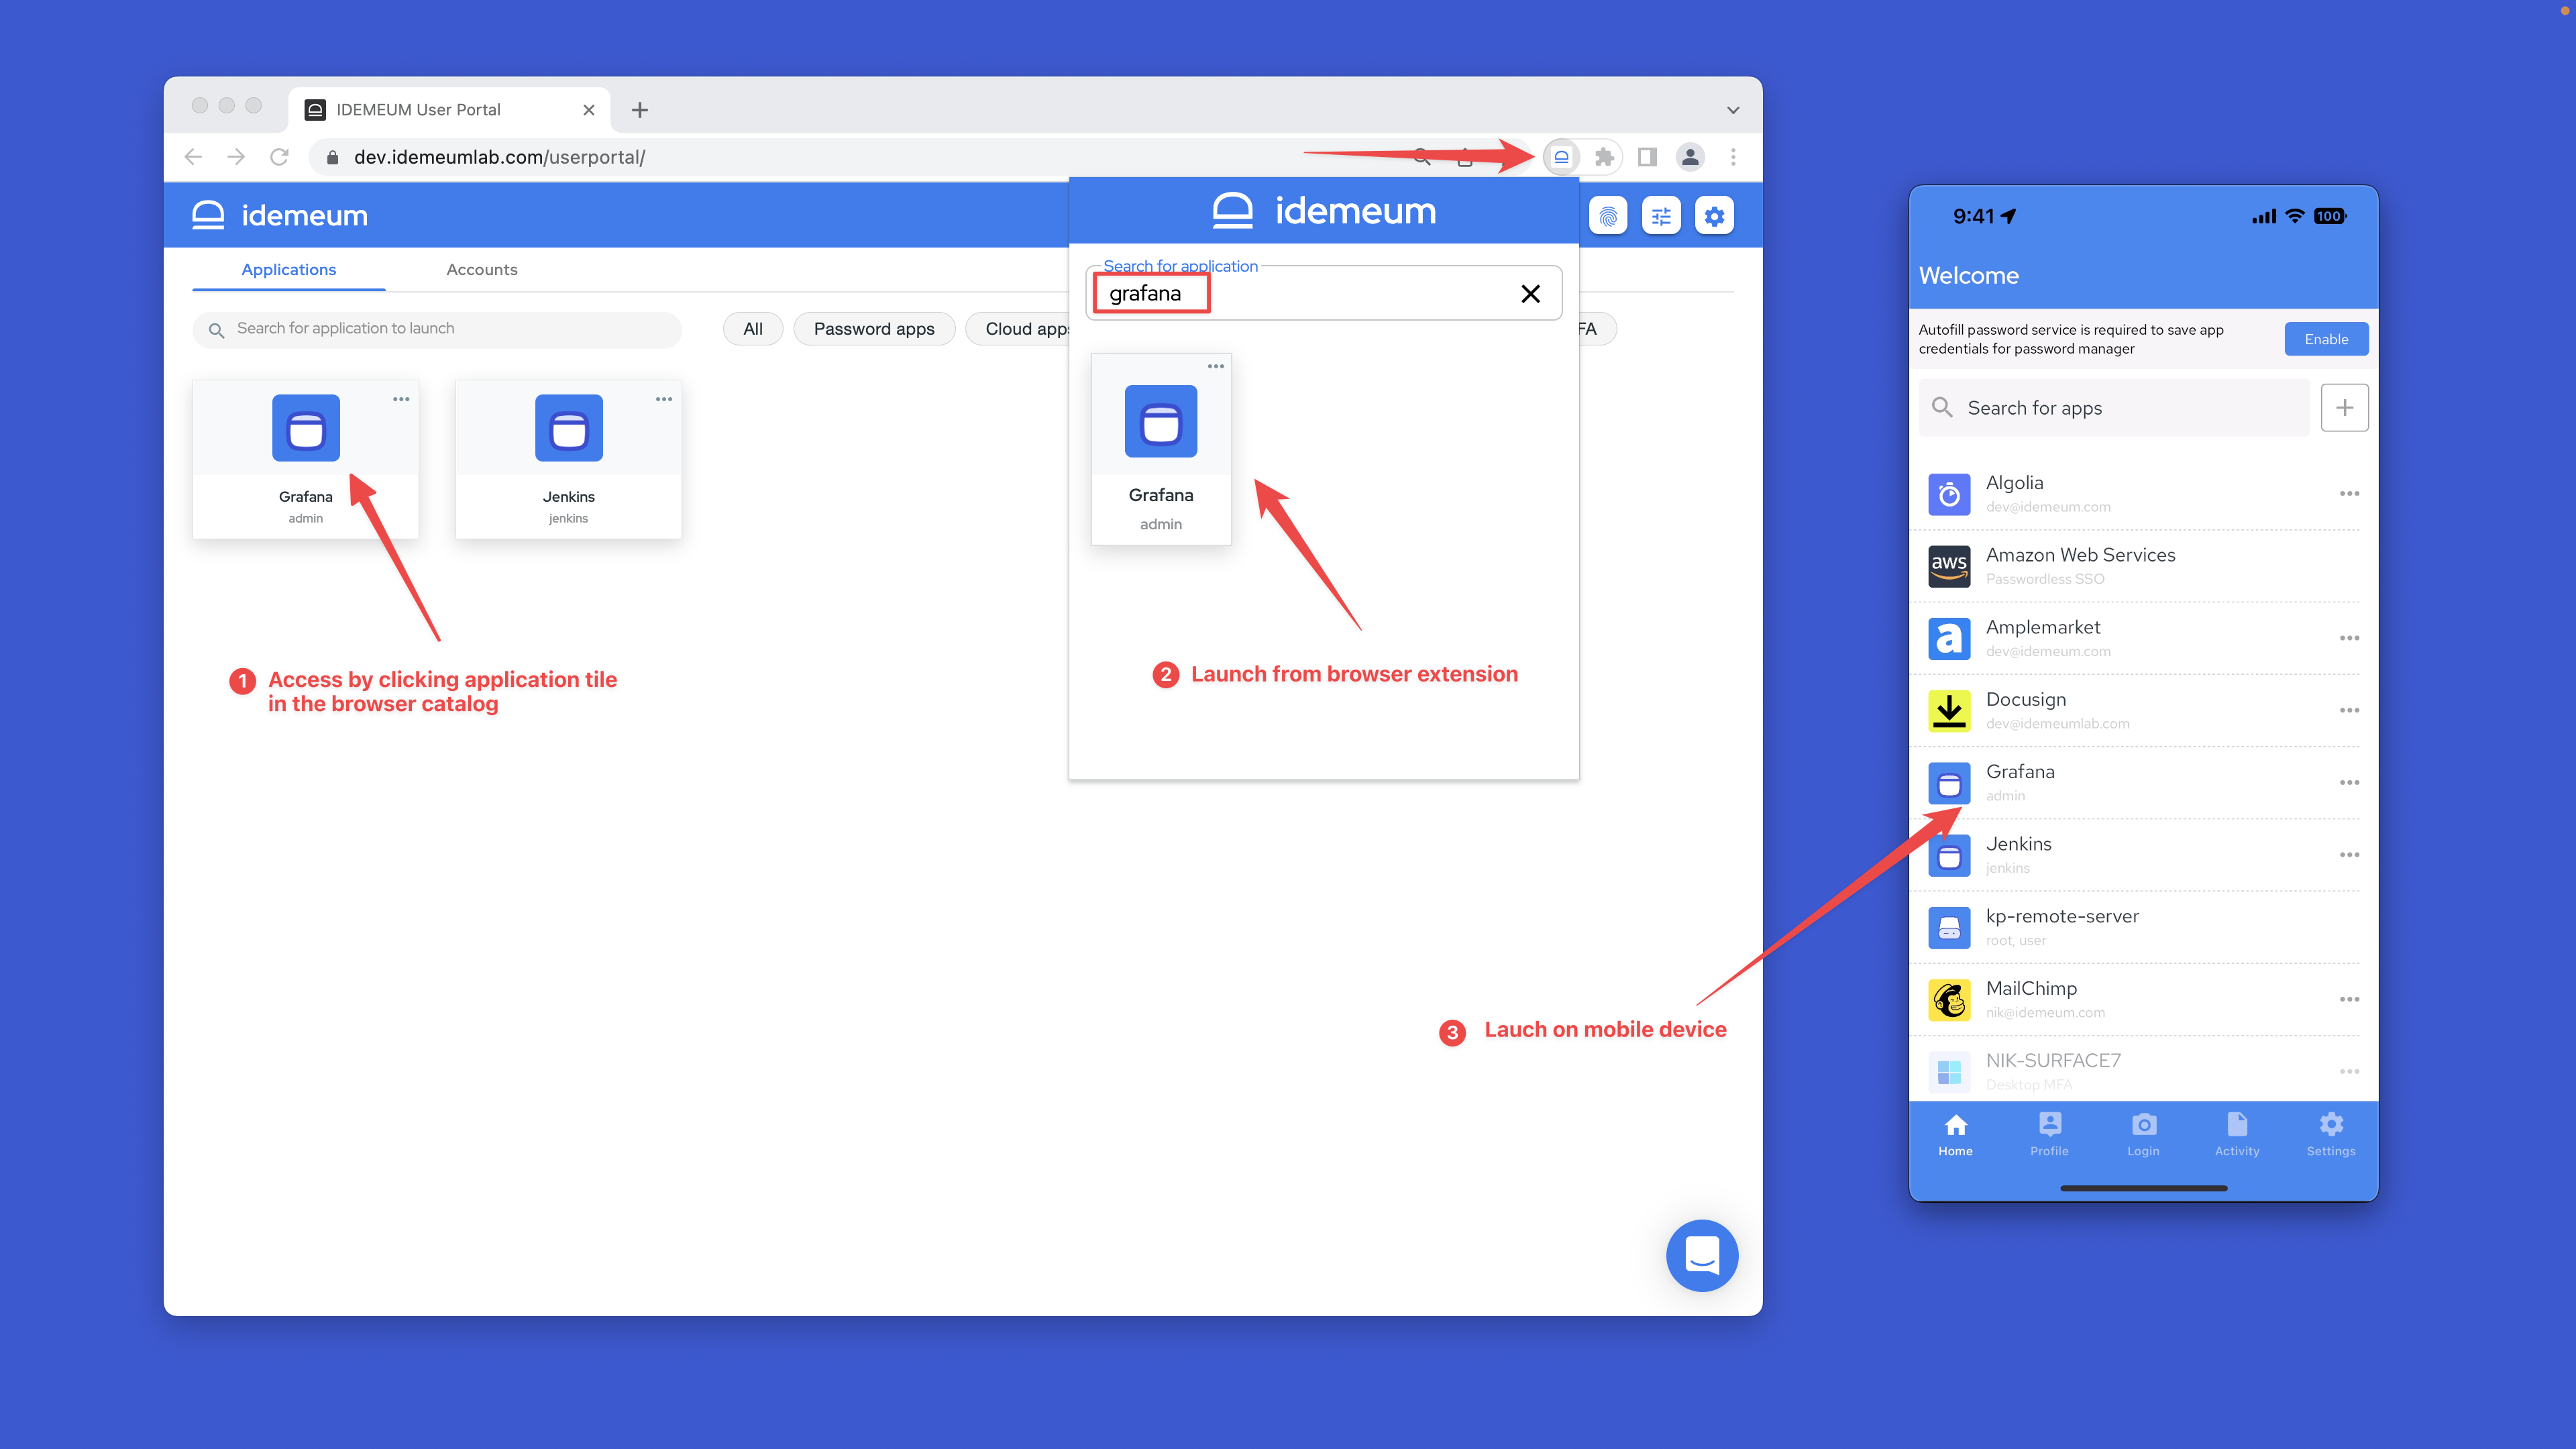 IDEMEUM User Portal
dev.idemeumlab.com/userportal/
idemeum
Applications
Accounts
Search for application to launch
All
Password apps
Cloud apps
FA
Grafana
admin
Jenkins
jenkins
1 Access by clicking application tile
in the browser catalog
idemeum
Search for application
grafana
Grafana
admin
2 Launch from browser extension
3 Lauch on mobile device
9:41
100
Welcome
Autofill password service is required to save app
credentials for password manager
Enable
Search for apps
Algolia
dev@idemeum.com
aws
Amazon Web Services
Passwordless SSO
a
Amplemarket
dev@idemeum.com
Docusign
dev@idemeumlab.com
Grafana
admin
Jenkins
jenkins
kp-remote-server
root, user
MailChimp
nik@idemeum.com
NIK-SURFACE7
Desktop MFA
Home
Profile
Login
Activity
Settings